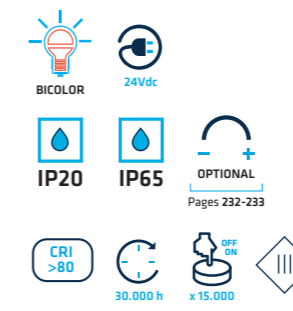 BICOLOR
24Vdc
IP20
IP65
− +
OPTIONAL
Pages 232-233
CRI
>80
30.000 h
OFF
ON
x 15.000